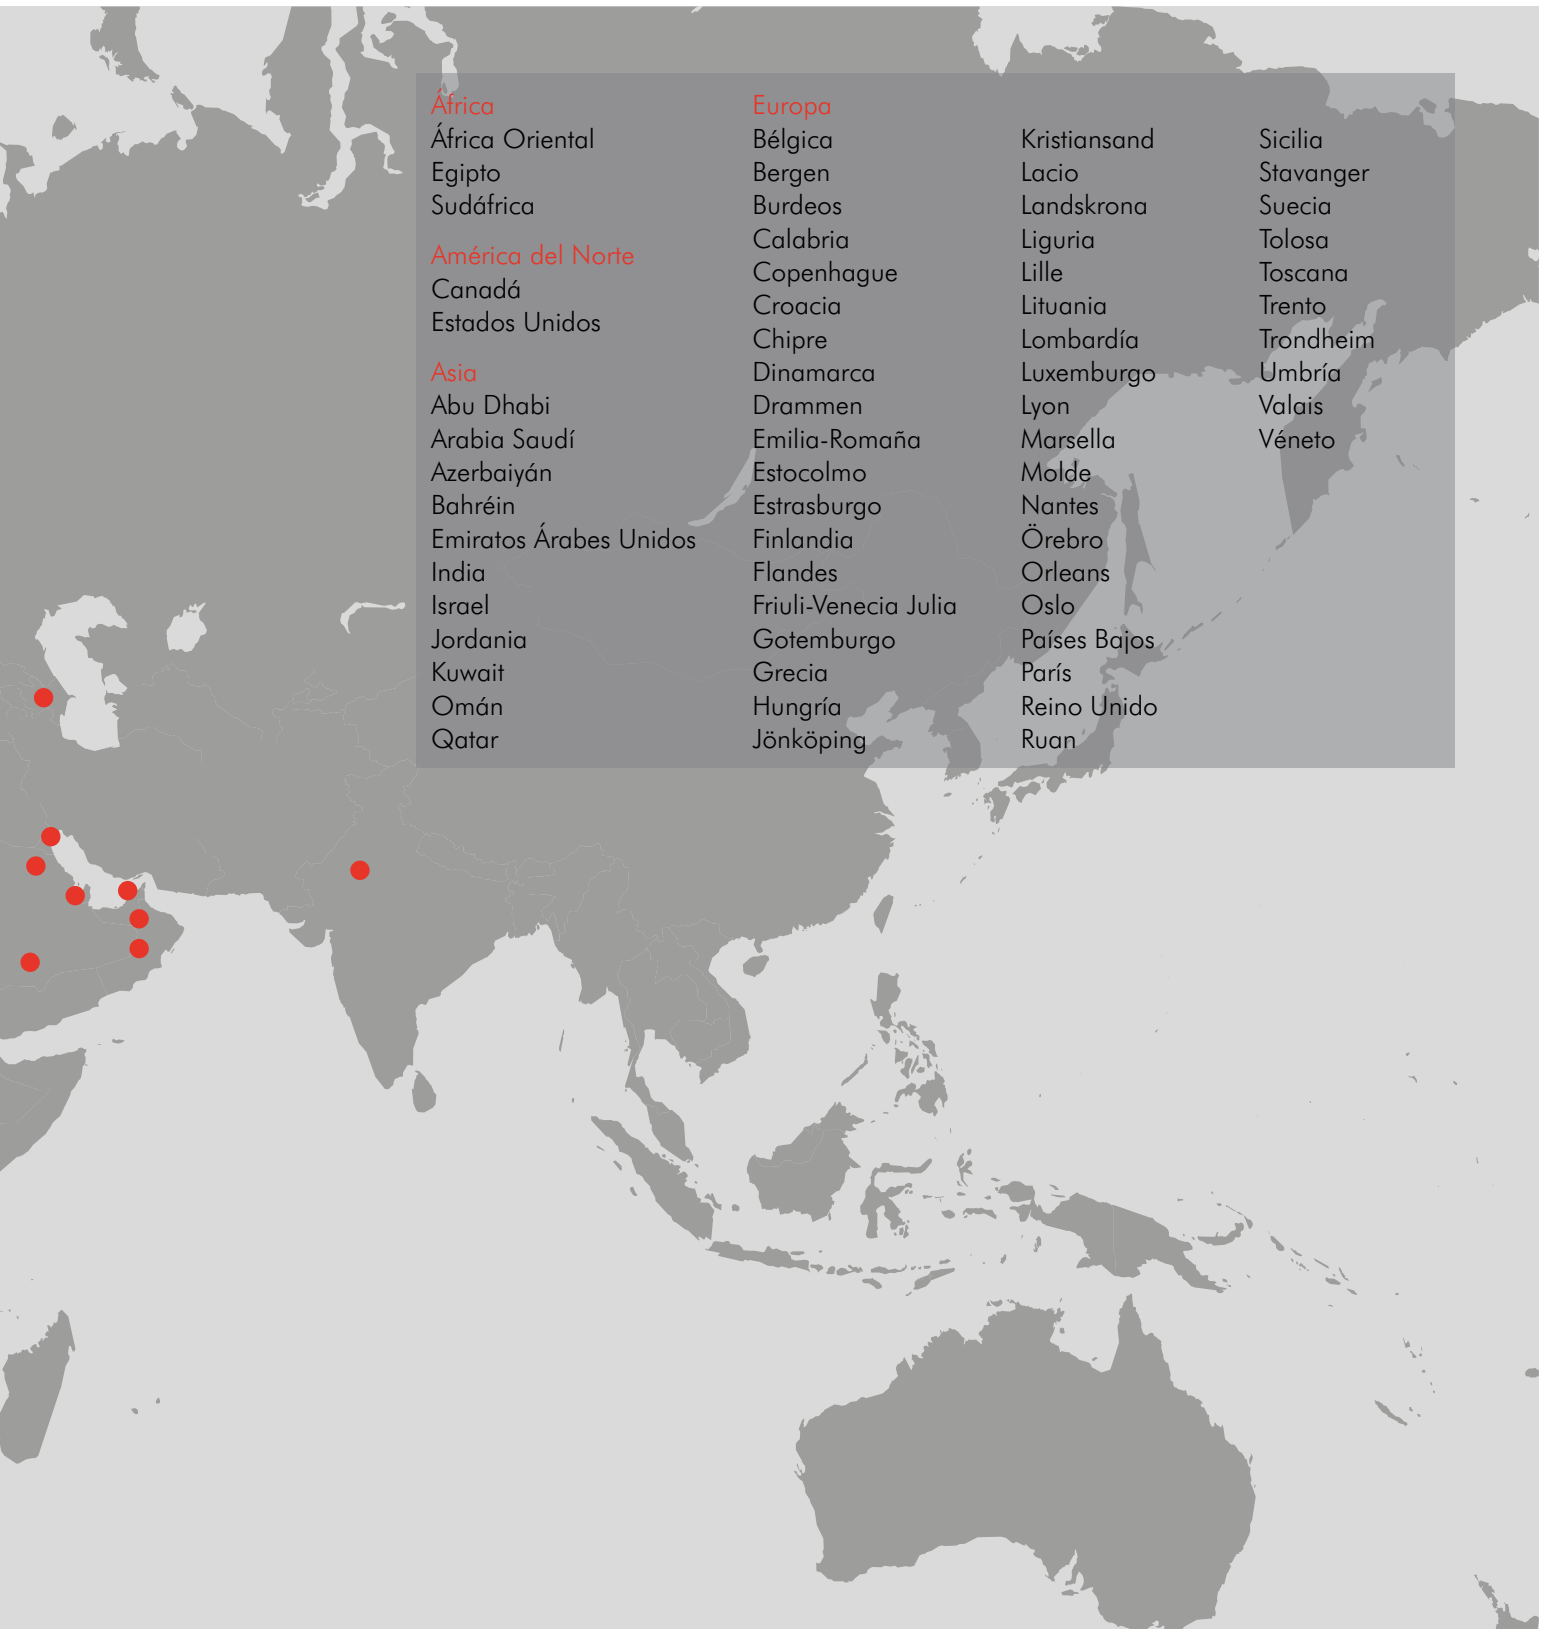 África
África Oriental
Egipto
Sudáfrica
América del Norte
Canadá
Estados Unidos
Asia
Abu Dhabi
Arabia Saudí
Azerbaiyán
Bahréin
Emiratos Árabes Unidos
India
Israel
Jordania
Kuwait
Omán
Qatar
Europa
Bélgica
Bergen
Burdeos
Calabria
Copenhague
Croacia
Chipre
Dinamarca
Drammen
Emilia-Romaña
Estocolmo
Estrasburgo
Finlandia
Flandes
Friuli-Venecia Julia
Gotemburgo
Grecia
Hungría
Jönköping
Kristiansand
Lacio
Landskrona
Liguria
Lille
Lituania
Lombardía
Luxemburgo
Lyon
Marsella
Molde
Nantes
Örebro
Orleans
Oslo
Países Bajos
París
Reino Unido
Ruan
Sicilia
Stavanger
Suecia
Tolosa
Toscana
Trento
Trondheim
Umbría
Valais
Véneto